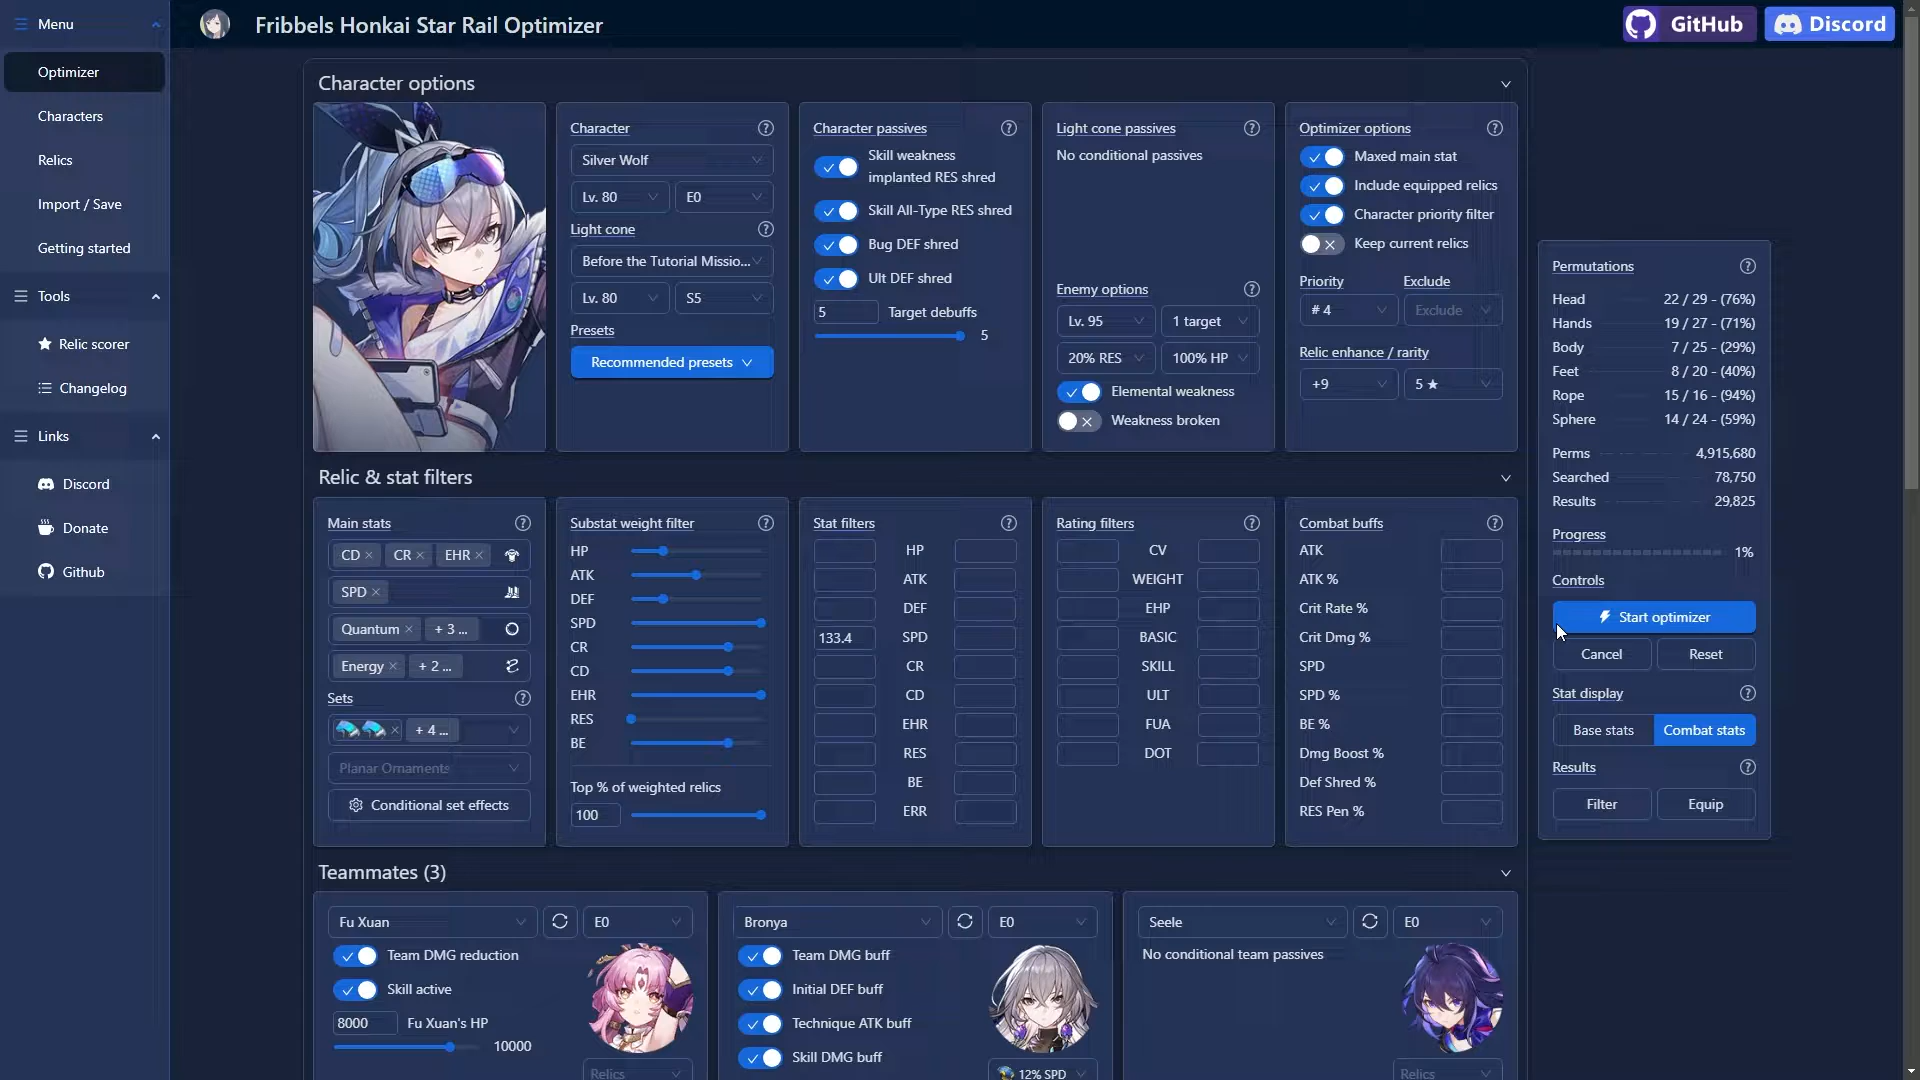 Menu
Fribbels Honkai Star Rail Optimizer
GitHub
Discord
Optimizer
Characters
Relics
Import / Save
Getting started
Tools
Relic scorer
Changelog
Links
Discord
Donate
Github
Character options
Character
Silver Wolf
Lv. 80
E0
Light cone
Before the Tutorial Missio...
Lv. 80
S5
Presets
Recommended presets
Character passives
Skill weakness
implanted RES shred
Skill All-Type RES shred
Bug DEF shred
Ult DEF shred
5
Target debuffs
5
Light cone passives
No conditional passives
Enemy options
Lv. 95
1 target
20% RES
100% HP
Elemental weakness
Weakness broken
Optimizer options
Maxed main stat
Include equipped relics
Character priority filter
Keep current relics
Priority
Exclude
# 4
Exclude
Relic enhance / rarity
+9
5 ★
Permutations
Head 22 / 29 - (76%)
Hands 19 / 27 - (71%)
Body 7 / 25 - (29%)
Feet 8 / 20 - (40%)
Rope 15 / 16 - (94%)
Sphere 14 / 24 - (59%)
Perms 4,915,680
Searched 78,750
Results 29,825
Progress
1%
Controls
Start optimizer
Cancel
Reset
Stat display
Base stats
Combat stats
Results
Filter
Equip
Relic & stat filters
Main stats
CD
CR
EHR
SPD
Quantum
+ 3 ...
Energy
+ 2 ...
Sets
+ 4 ...
Planar Ornaments
Conditional set effects
Substat weight filter
HP
ATK
DEF
SPD
CR
CD
EHR
RES
BE
Top % of weighted relics
100
Stat filters
HP
ATK
DEF
133.4 SPD
CR
CD
EHR
RES
BE
ERR
Rating filters
CV
WEIGHT
EHP
BASIC
SKILL
ULT
FUA
DOT
Combat buffs
ATK
ATK %
Crit Rate %
Crit Dmg %
SPD
SPD %
BE %
Dmg Boost %
Def Shred %
RES Pen %
Teammates (3)
Fu Xuan
E0
Team DMG reduction
Skill active
8000
Fu Xuan's HP
10000
Relics
Bronya
E0
Team DMG buff
Initial DEF buff
Technique ATK buff
Skill DMG buff
12% SPD
Seele
E0
No conditional team passives
Relics